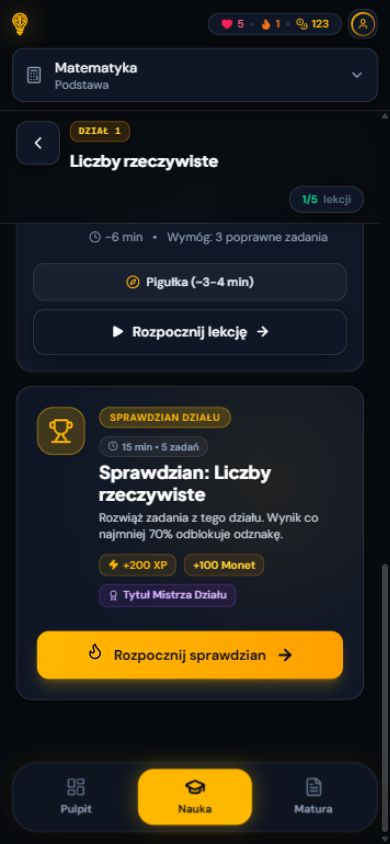 5 • 1 • 123
Matematyka
Podstawa
DZIAŁ 1
Liczby rzeczywiste
1/5 lekcji
~6 min • Wymóg: 3 poprawne zadania
Pigułka (~3-4 min)
Rozpocznij lekcję →
SPRAWDZIAN DZIAŁU
15 min • 5 zadań
Sprawdzian: Liczby
rzeczywiste
Rozwiąż zadania z tego działu. Wynik co
najmniej 70% odblokuje odznakę.
+200 XP +100 Monet
Tytuł Mistrza Działu
Rozpocznij sprawdzian →
Pulpit Nauka Matura